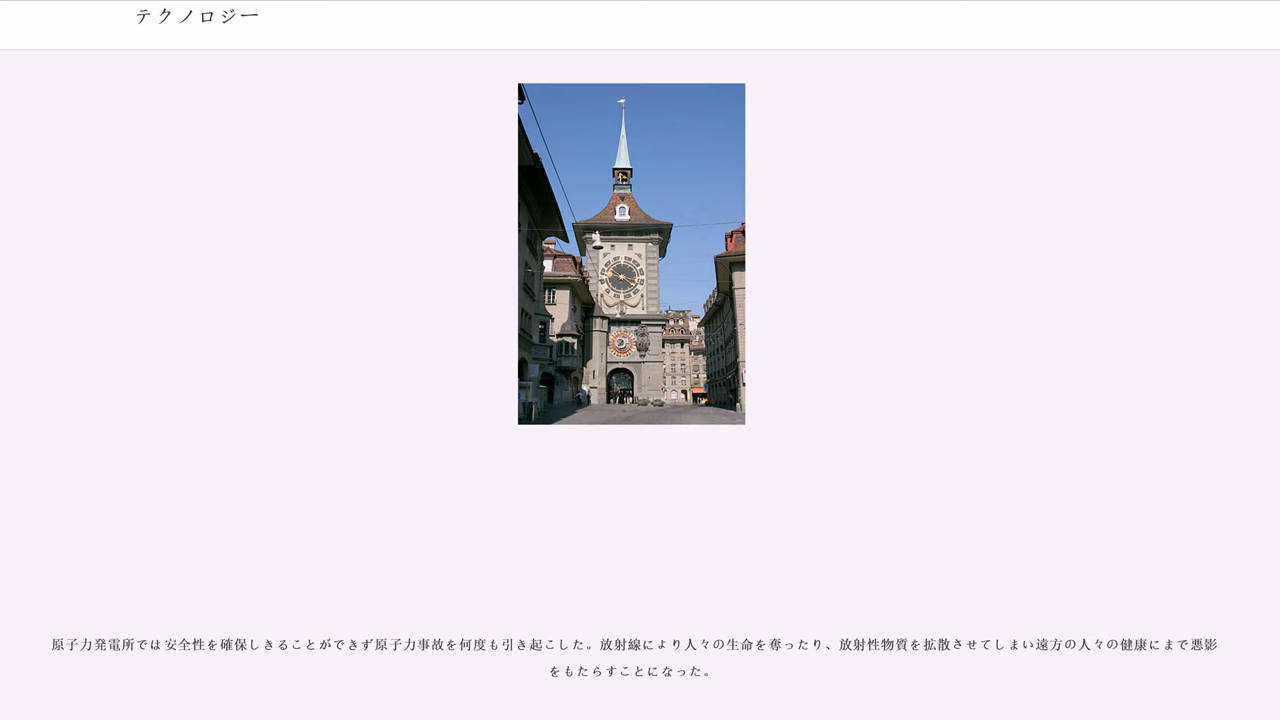 テクノロジー
原子力発電所では安全性を確保しきることができず原子力事故を何度も引き起こした。放射線により人々の生命を奪ったり、放射性物質を拡散させてしまい遠方の人々の健康にまで悪影
をもたらすことになった。